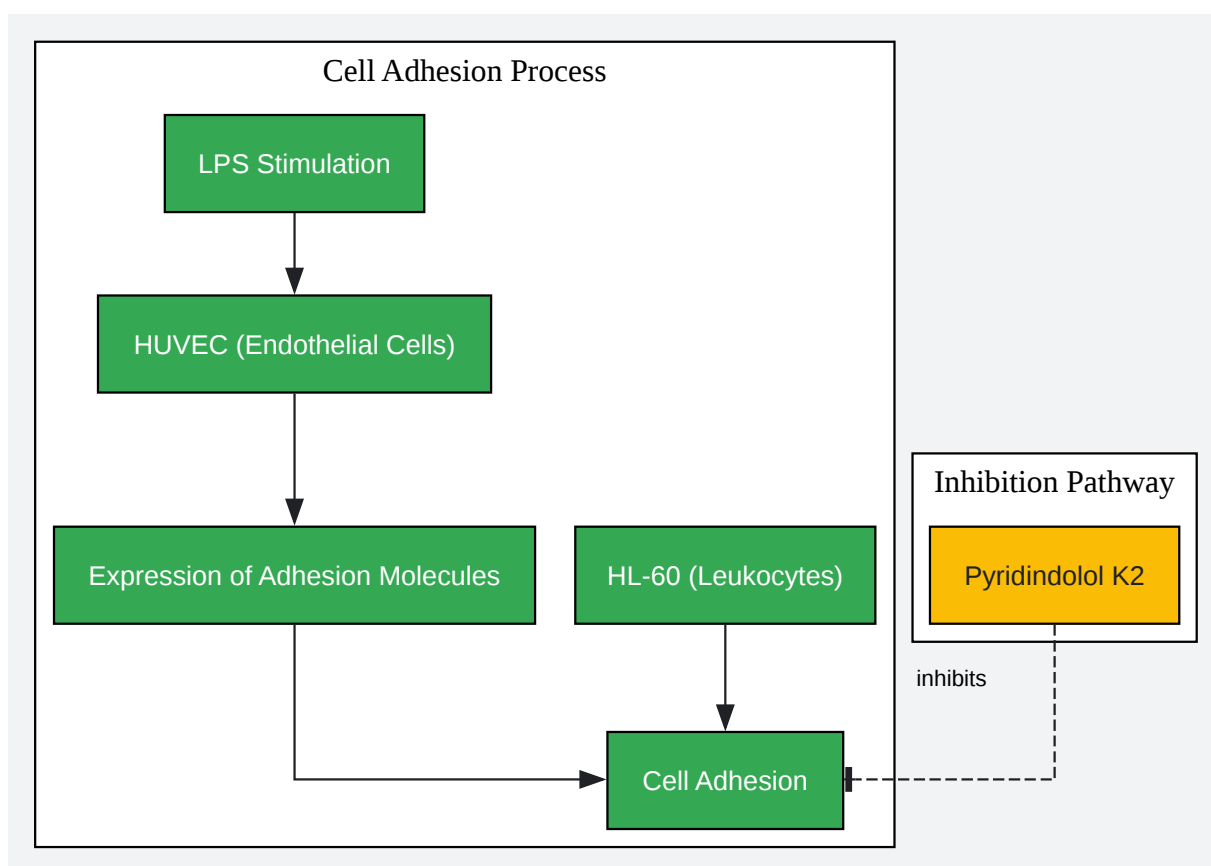 Cell Adhesion Process
LPS Stimulation
HUVEC (Endothelial Cells)
Expression of Adhesion Molecules
HL-60 (Leukocytes)
Cell Adhesion
Inhibition Pathway
Pyridindolol K2
inhibits